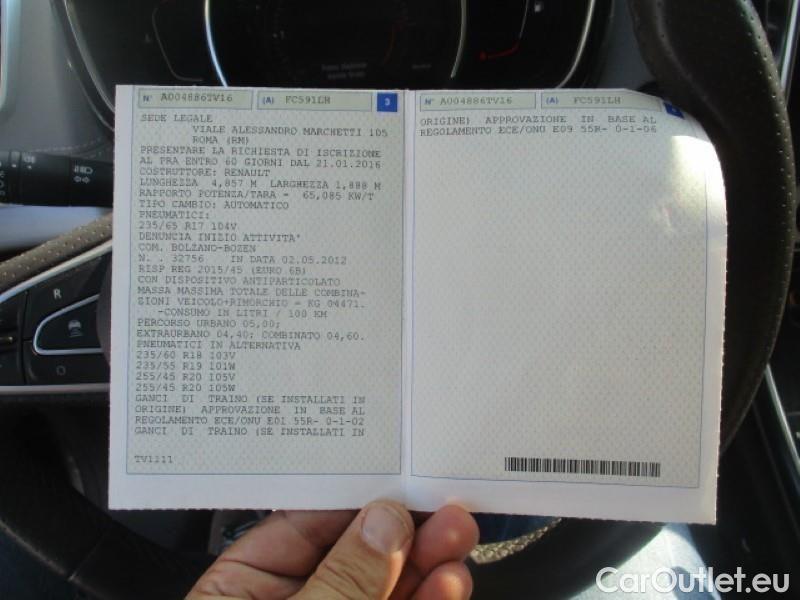 N° A004886TV16 (A) FC591LH 3
SEDE LEGALE
VIALE ALESSANDRO MARCHETTI 105
ROMA (RM)
PRESENTARE LA RICHIESTA DI ISCRIZIONE
AL PRA ENTRO 60 GIORNI DAL 21.01.2016
COSTRUTTORE: RENAULT
LUNGHEZZA 4,857 M LARGHEZZA 1,888 M
RAPPORTO POTENZA/TARA = 65,085 KW/T
TIPO CAMBIO: AUTOMATICO
PNEUMATICI:
235/65 R17 104V
DENUNCIA INIZIO ATTIVITA'
COM. BOLZANO-BOZEN
N. . 32756 IN DATA 02.05.2012
RISP REG 2015/45 (EURO 6B)
CON DISPOSITIVO ANTIPARTICOLATO
MASSA MASSIMA TOTALE DELLE COMBINA-
ZIONI VEICOLO+RIMORCHIO = KG 04471.
-CONSUMO IN LITRI / 100 KM
PERCORSO URBANO 05,00;
EXTRAURBANO 04,40; COMBINATO 04,60.
PNEUMATICI IN ALTERNATIVA
235/60 R18 103V
235/55 R19 101W
255/45 R20 105V
255/45 R20 105W
GANCI DI TRAINO (SE INSTALLATI IN
ORIGINE) APPROVAZIONE IN BASE AL
REGOLAMENTO ECE/ONU E01 55R- 0-1-02
GANCI DI TRAINO (SE INSTALLATI IN
TV1111
N° A004886TV16 (A) FC591LH
ORIGINE) APPROVAZIONE IN BASE AL
REGOLAMENTO ECE/ONU E09 55R- 0-1-06
R
O
CarOutlet.eu